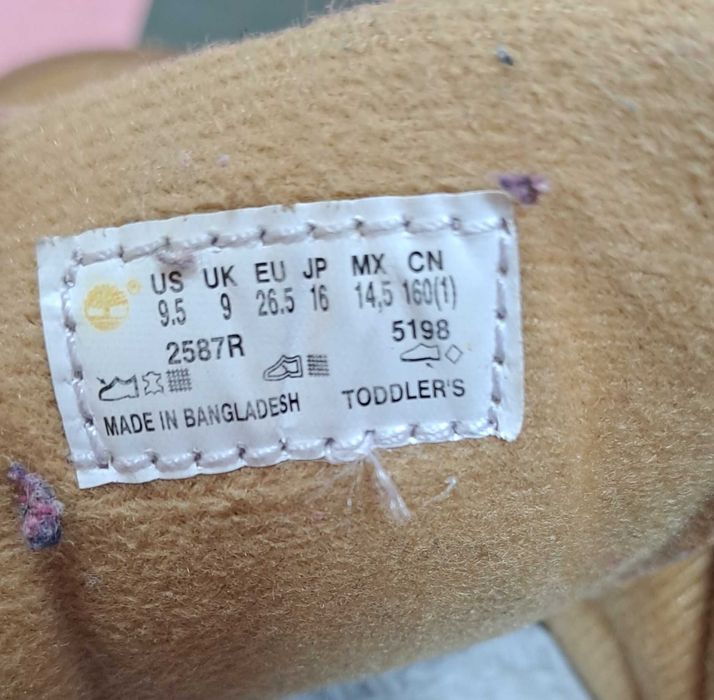 US UK EU JP MX CN
9.5 9 26.5 16 14,5 160(1)
2587R 5198
MADE IN BANGLADESH TODDLER'S